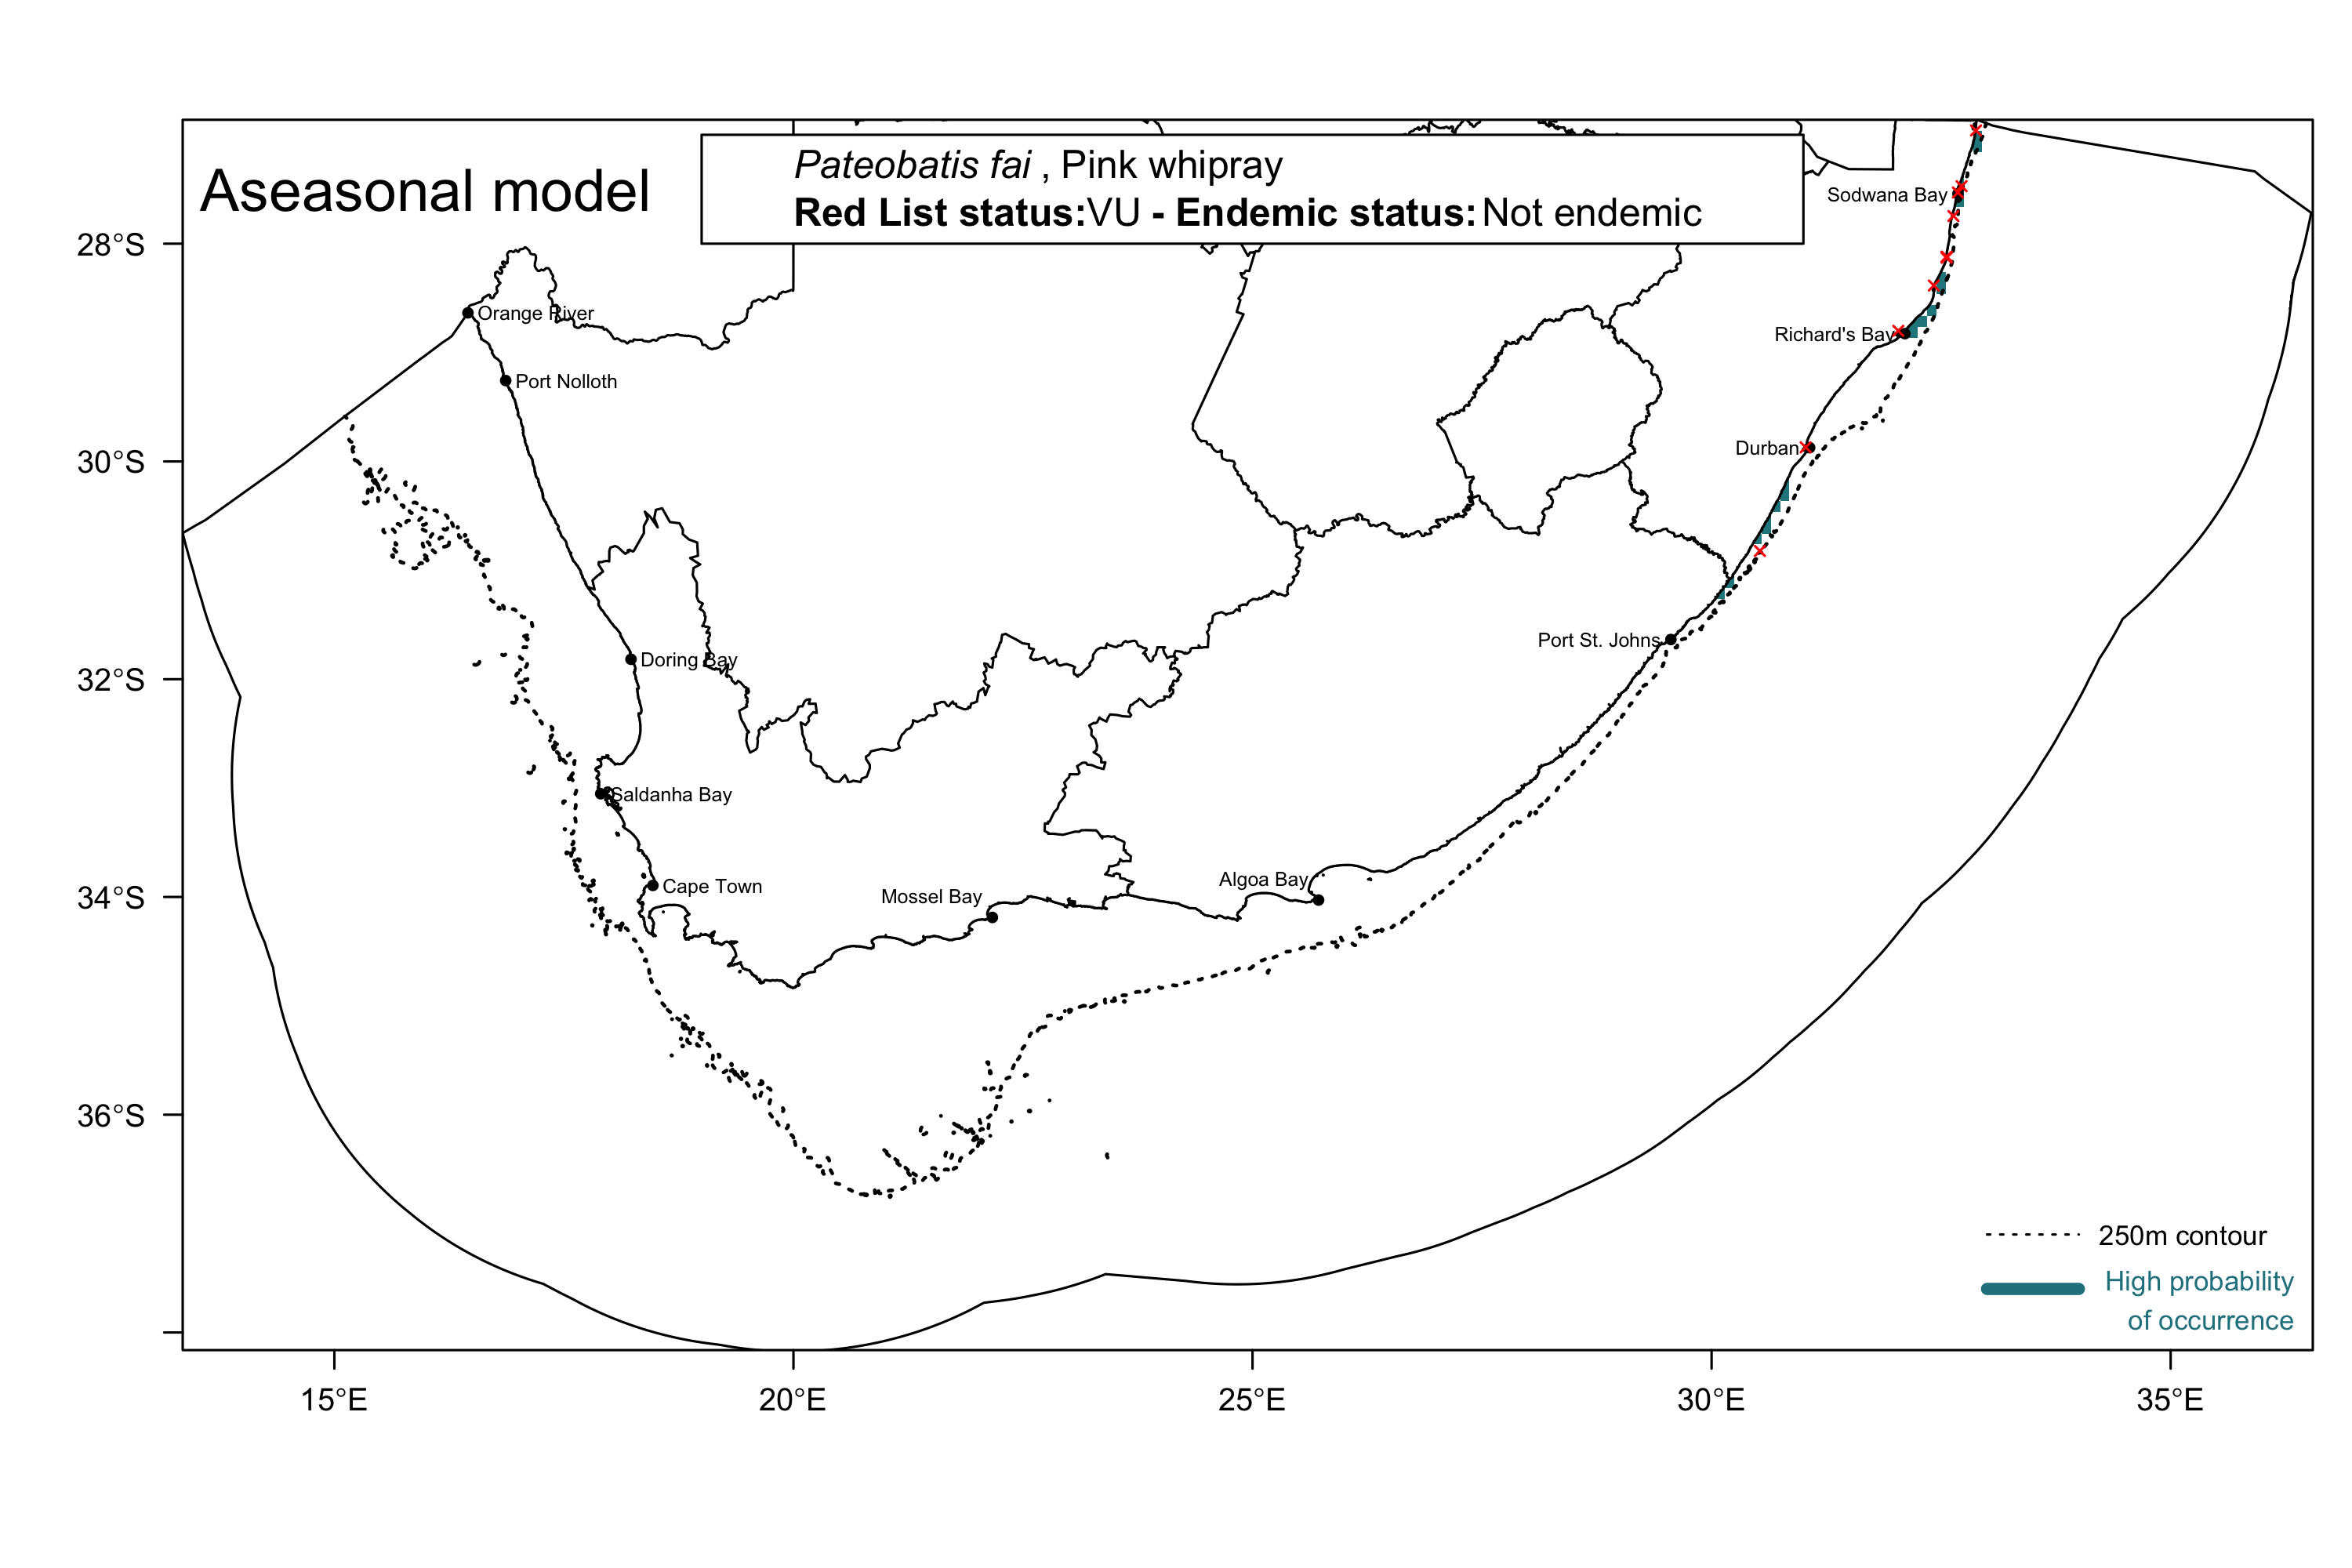 Aseasonal model
Pateobatis fai , Pink whipray
Red List status:VU - Endemic status: Not endemic
28°S
30°S
32°S
34°S
36°S
Sodwana Bay
Orange River
Richard's Bay
Port Nolloth
Durban
Port St. Johns
Doring Bay
Saldanha Bay
Cape Town
Mossel Bay
Algoa Bay
250m contour
High probability
of occurrence
15°E
20°E
25°E
30°E
35°E